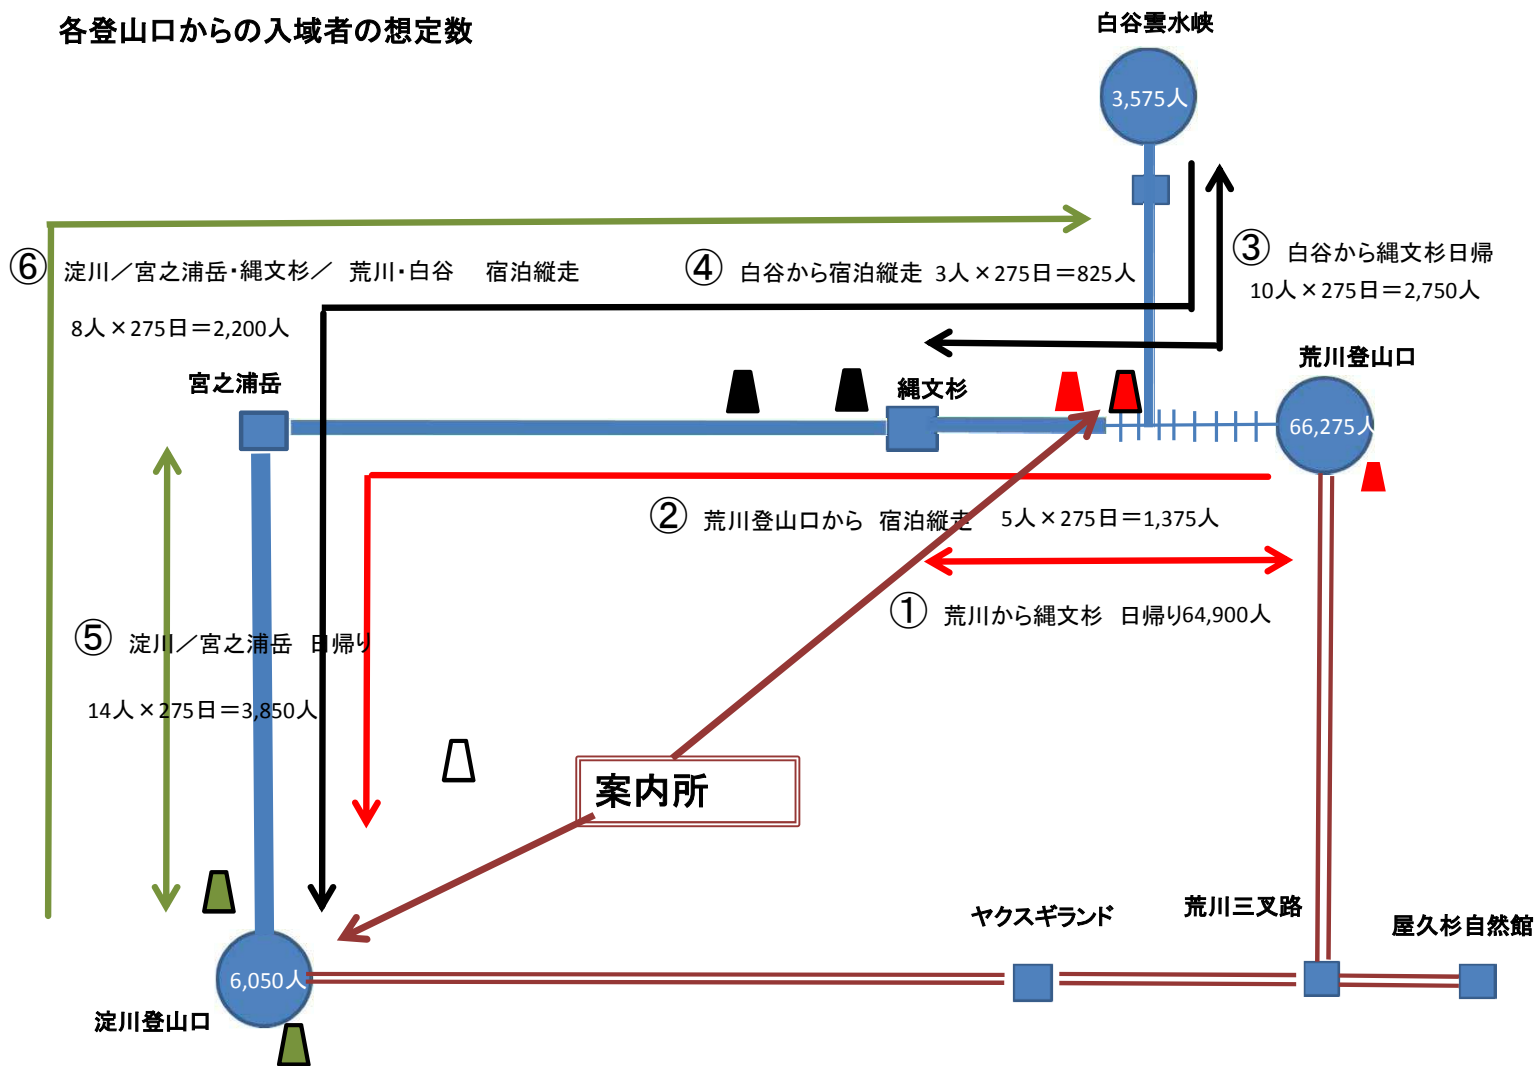 各登山口からの入域者の想定数
白谷雲水峡
3,575人
③ 白谷から縄文杉日帰
10人×275日＝2,750人
⑥ 淀川／宮之浦岳・縄文杉／ 荒川・白谷 宿泊縦走
8人×275日＝2,200人
④ 白谷から宿泊縦走 3人×275日＝825人
宮之浦岳
縄文杉
荒川登山口
66,275人
② 荒川登山口から 宿泊縦走 5人×275日＝1,375人
① 荒川から縄文杉 日帰り64,900人
⑤ 淀川／宮之浦岳 日帰り
14人×275日＝3,850人
案内所
ヤクスギランド
荒川三叉路
屋久杉自然館
6,050人
淀川登山口